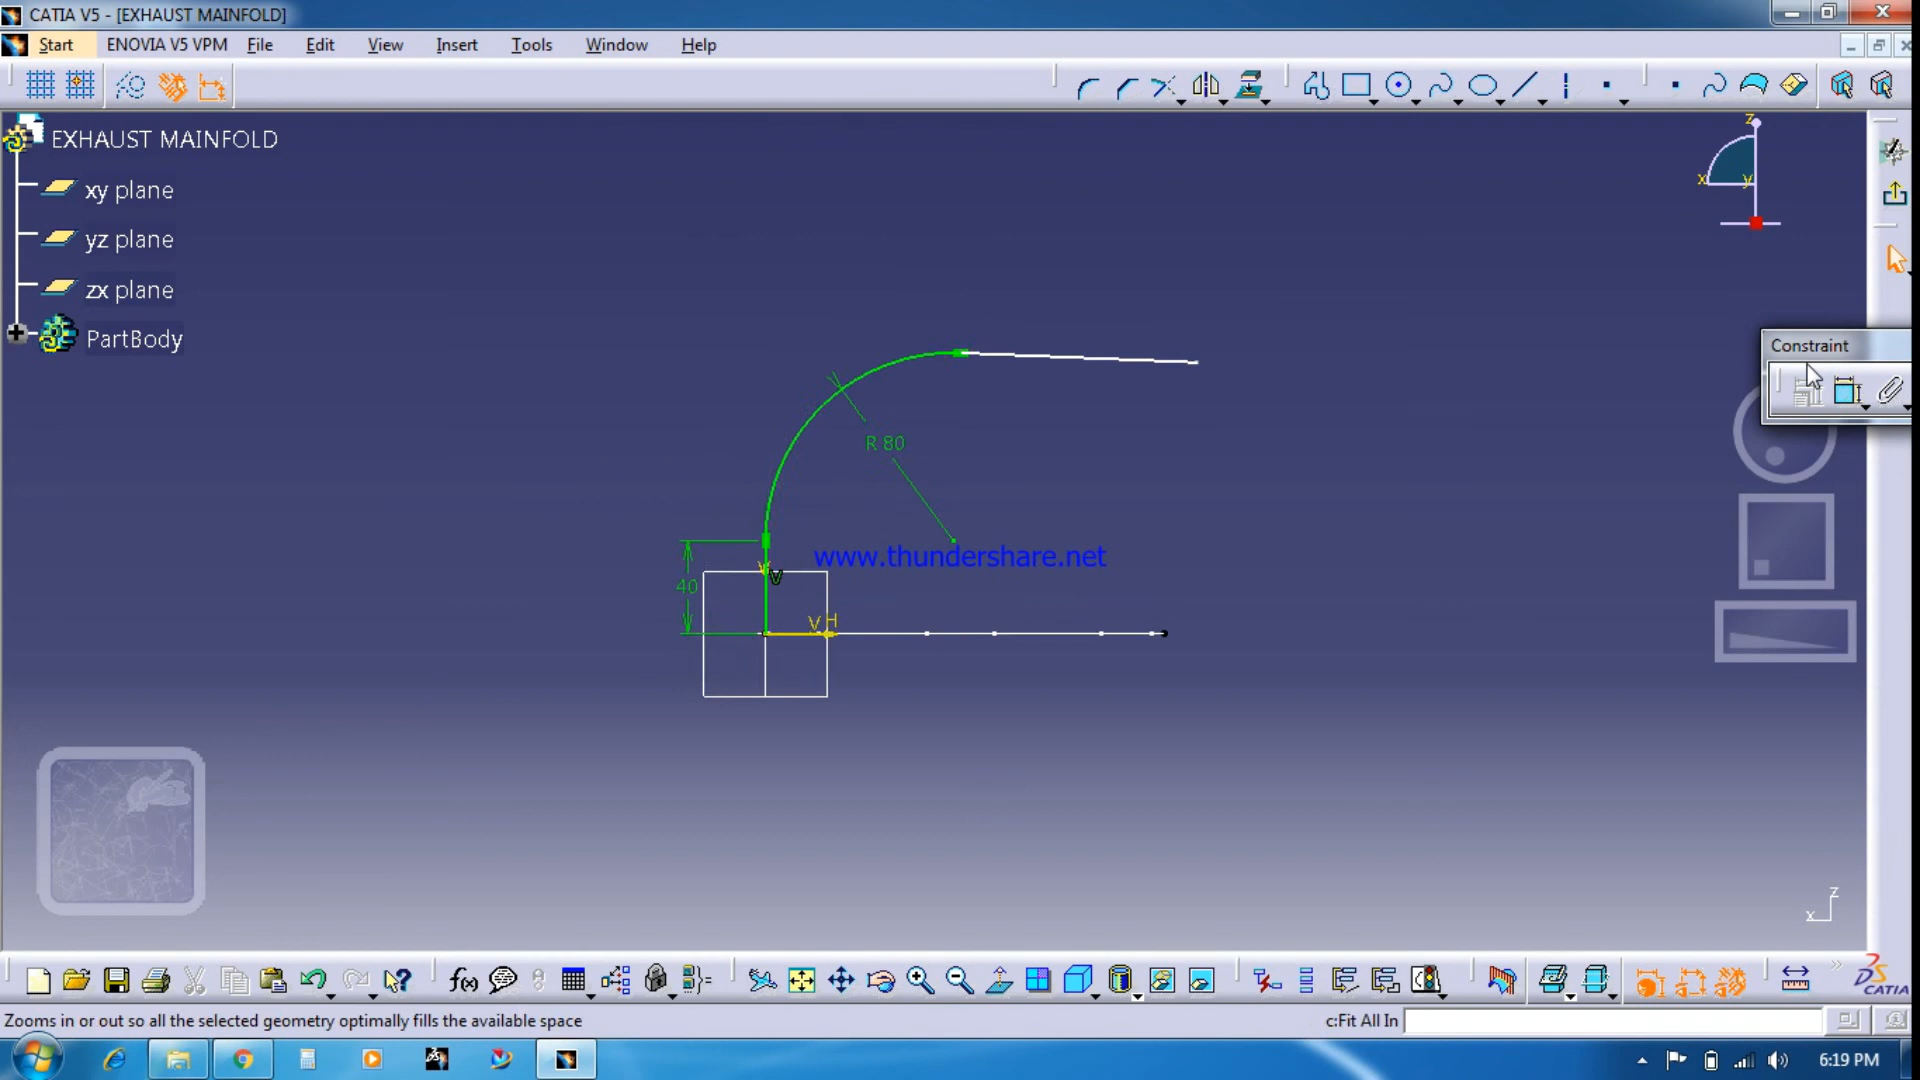 CATIA V5 - [EXHAUST MAINFOLD]
Start ENOVIA V5 VPM File Edit View Insert Tools Window Help
EXHAUST MAINFOLD
xy plane
yz plane
zx plane
PartBody
z
x y
Constraint
R 80
www.thundershare.net
40
V
V H
z
x
f(x)
DS CATIA
Zooms in or out so all the selected geometry optimally fills the available space
c:Fit All In
6:19 PM